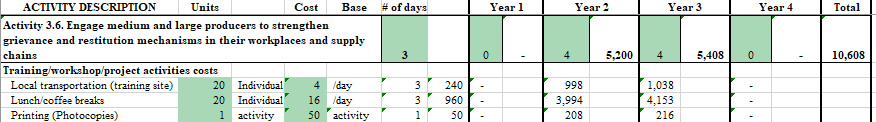 ACTIVITY DESCRIPTION Units Cost Base # of days Year 1 Year 2 Year 3 Year 4 Total
Activity 3.6. Engage medium and large producers to strengthen
grievance and restitution mechanisms in their workplaces and supply
chains 3 0 - 4 5,200 4 5,408 0 - 10,608
Training/workshop/project activities costs
Local transportation (training site) 20 Individual 4 /day 3 240 - 998 1,038 -
Lunch/coffee breaks 20 Individual 16 /day 3 960 - 3,994 4,153 -
Printing (Photocopies) 1 activity 50 activity 1 50 - 208 216 -